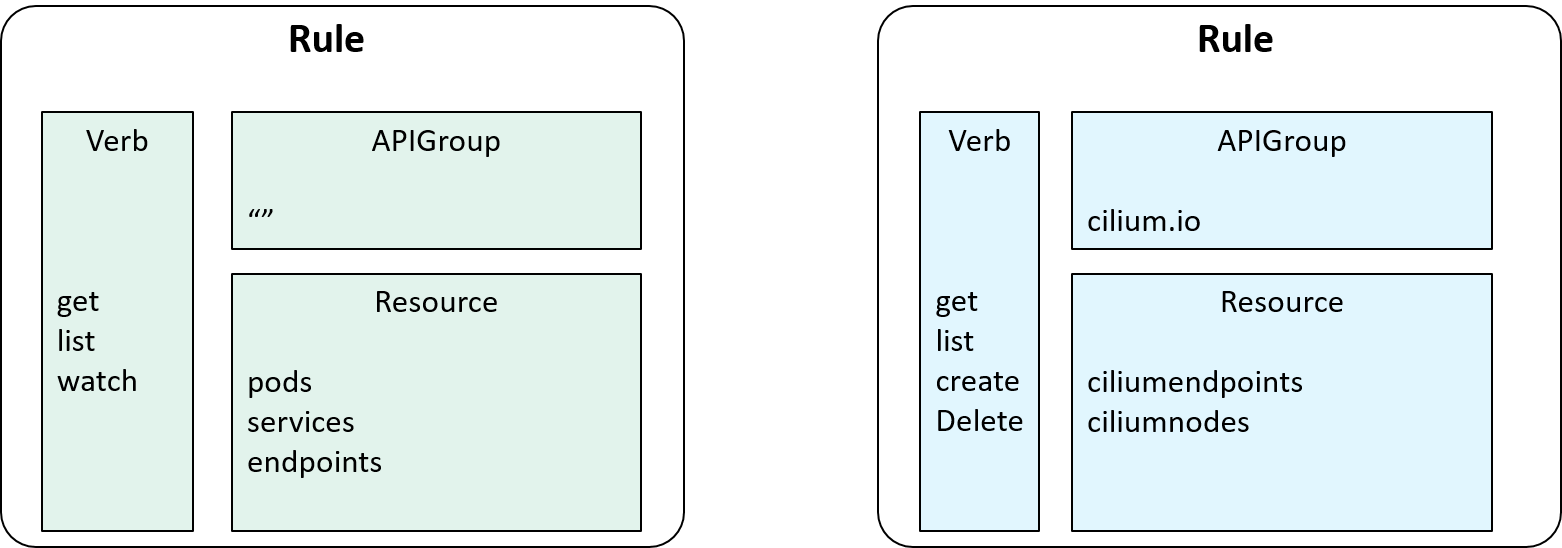 Rule
Verb
get
list
watch
APIGroup
“”
Resource
pods
services
endpoints
Rule
Verb
get
list
create
Delete
APIGroup
cilium.io
Resource
ciliumendpoints
ciliumnodes